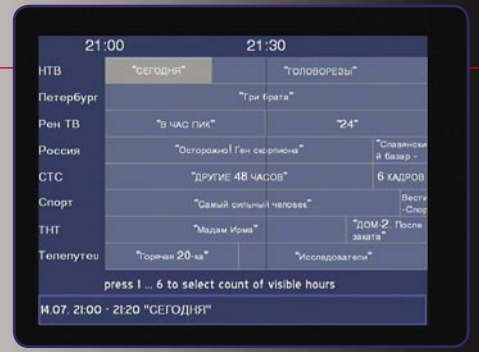 21:00 21:30
НТВ "СЕГОДНЯ" "ГОЛОВОРЕЗЫ"
Петербург "Три брата"
Рен ТВ "В ЧАС ПИК" "24"
Россия "Осторожно! Ген скорпиона" "Славянски
й базар -
СТС "ДРУГИЕ 48 ЧАСОВ" 6 КАДРОВ
Спорт "Самый сильный человек" Вести
-Спор
ТНТ "Мадам Ирма" "ДОМ-2. После
заката"
Телепутеш "Горячая 20-ка" "Исследователи"
press 1 ... 6 to select count of visible hours
14.07. 21:00 - 21:20 "СЕГОДНЯ"